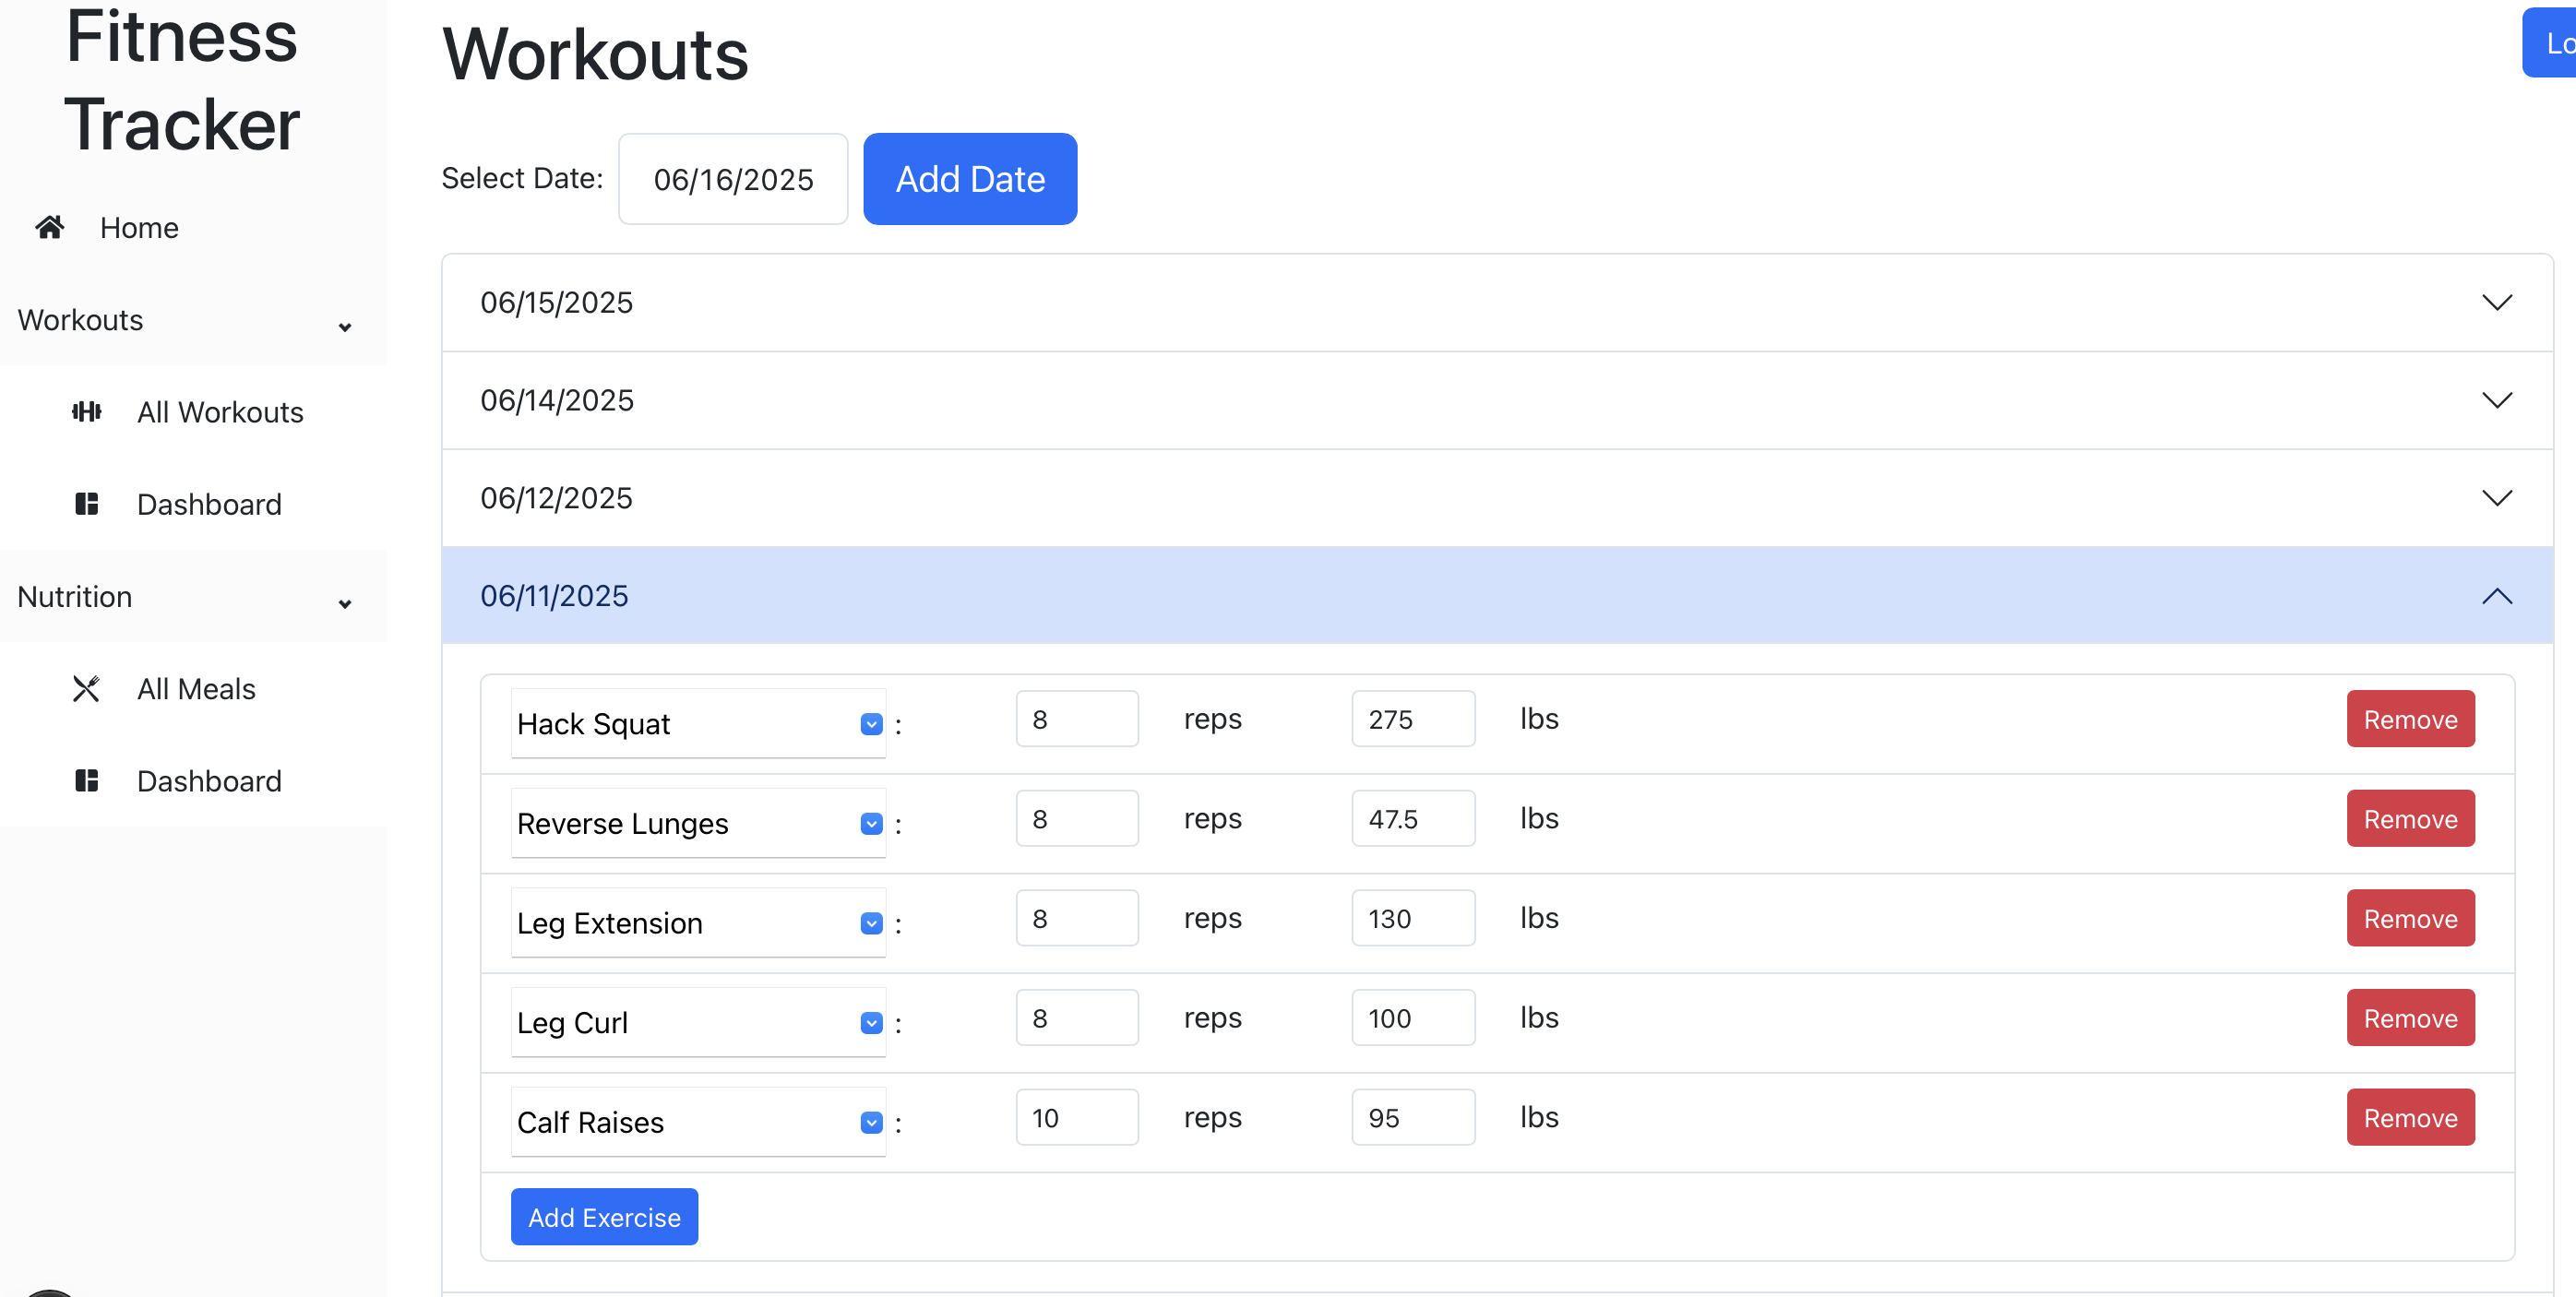 Fitness
Tracker
Home
Workouts
All Workouts
Dashboard
Nutrition
All Meals
Dashboard
Workouts
Select Date: 06/16/2025 Add Date
06/15/2025
06/14/2025
06/12/2025
06/11/2025
Hack Squat : 8 reps 275 lbs Remove
Reverse Lunges : 8 reps 47.5 lbs Remove
Leg Extension : 8 reps 130 lbs Remove
Leg Curl : 8 reps 100 lbs Remove
Calf Raises : 10 reps 95 lbs Remove
Add Exercise